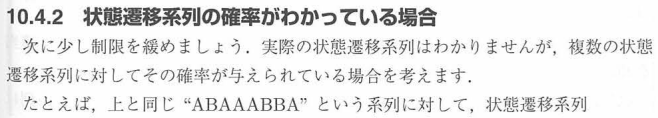 10.4.2 状態遷移系列の確率がわかっている場合
次に少し制限を緩めましょう．実際の状態遷移系列はわかりませんが，複数の状態
遷移系列に対してその確率が与えられている場合を考えます．
たとえば，上と同じ “ABAAABBA” という系列に対して，状態遷移系列